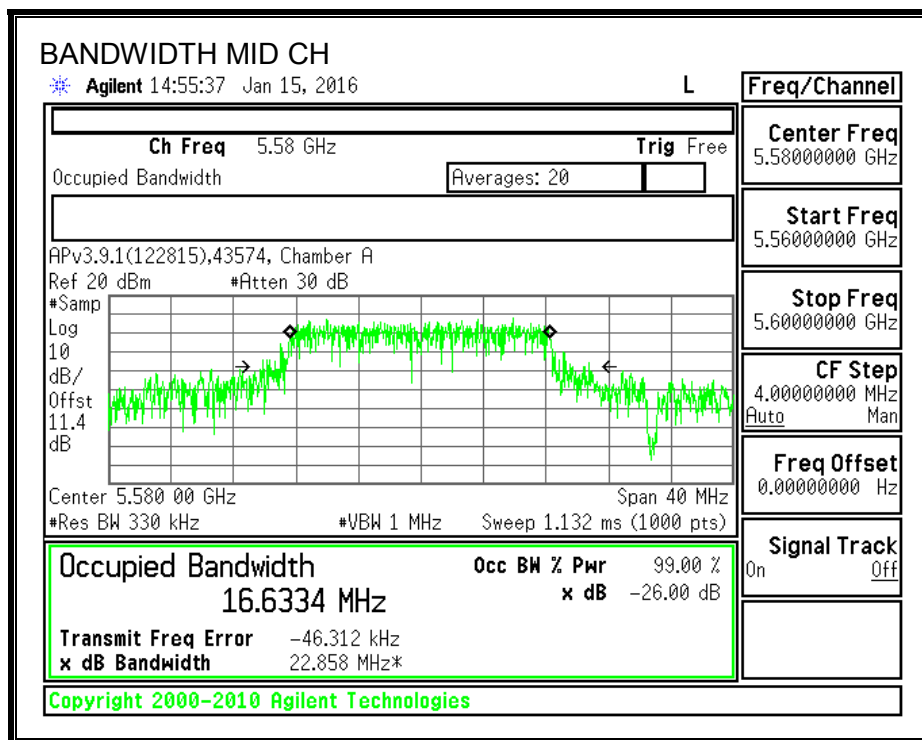 BANDWIDTH MID CH
Agilent 14:55:37 Jan 15, 2016 L
Freq/Channel
Ch Freq 5.58 GHz Trig Free
Occupied Bandwidth Averages: 20
Center Freq
5.58000000 GHz
Start Freq
5.56000000 GHz
Stop Freq
5.60000000 GHz
CF Step
4.00000000 MHz
Auto Man
Freq Offset
0.00000000 Hz
Signal Track
On Off
APv3.9.1(122815),43574, Chamber A
Ref 20 dBm #Atten 30 dB
#Samp
Log
10
dB/
Offst
11.4
dB
Center 5.580 00 GHz Span 40 MHz
#Res BW 330 kHz #VBW 1 MHz Sweep 1.132 ms (1000 pts)
Occupied Bandwidth Occ BW % Pwr 99.00 %
16.6334 MHz x dB -26.00 dB
Transmit Freq Error -46.312 kHz
x dB Bandwidth 22.858 MHz*
Copyright 2000-2010 Agilent Technologies